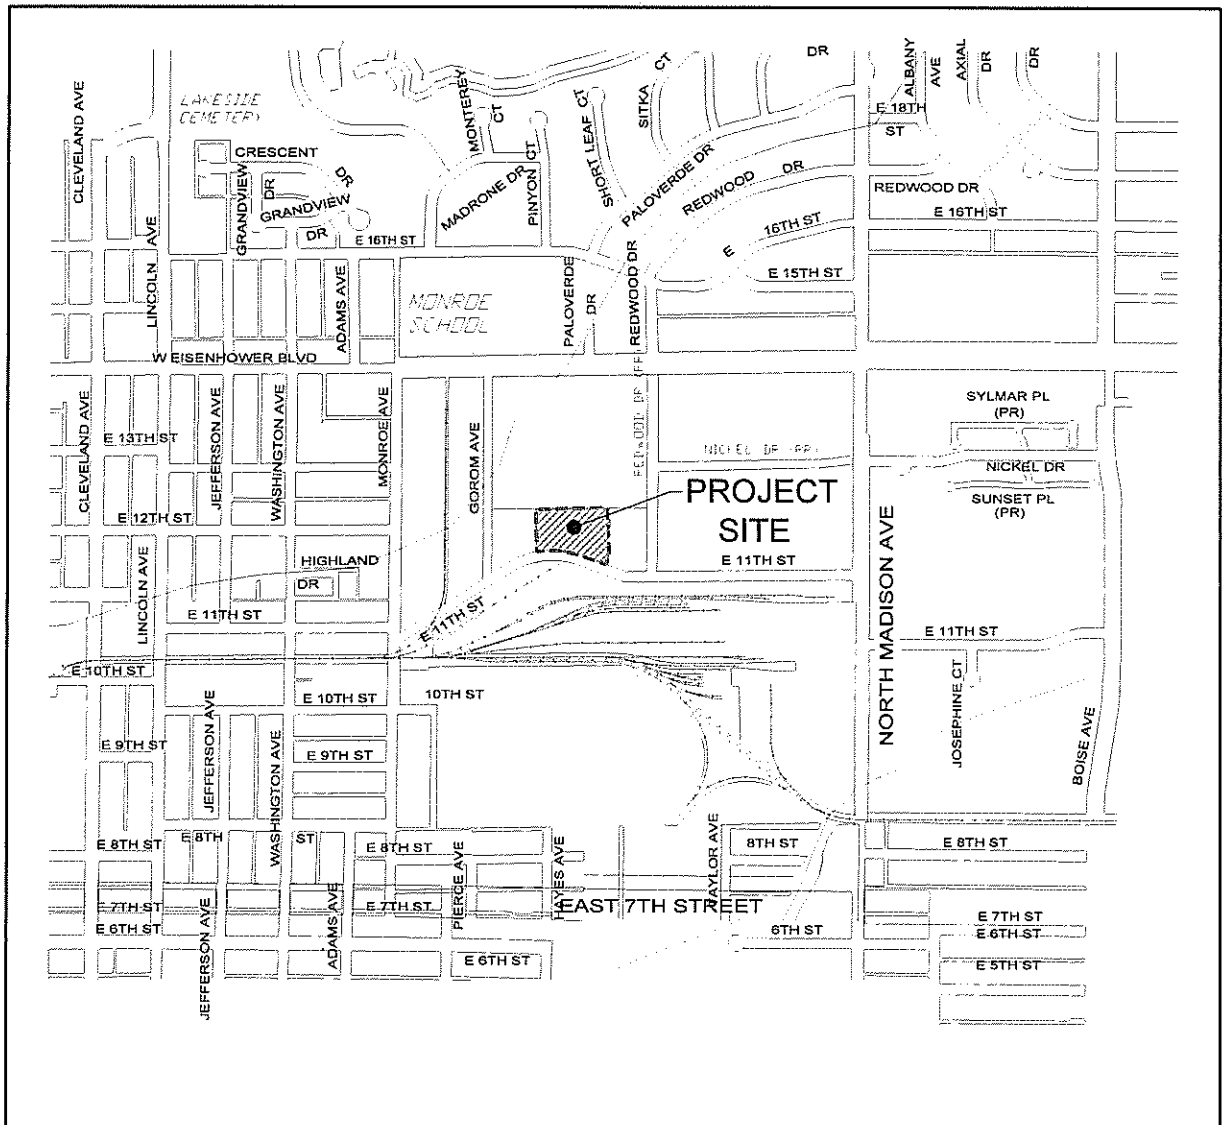 DR
ALBANY
AVE
AXIAL
DR
DR
CLEVELAND AVE
LAKESIDE
CEMETERY
MONTEREY
CT
SHORT LEAF CT
SITKA
CT
E 18TH
ST
CRESCENT
DR
GRANDVIEW
DR
GRANDVIEW
DR
MADRONE DR
PINYON
CT
PALOVERDE DR
REDWOOD
DR
REDWOOD DR
E 16TH ST
LINCOLN
AVE
E 16TH ST
E
16TH ST
E 15TH ST
MONROE
SCHOOL
ADAMS AVE
PALOVERDE
DR
REDWOOD DR
W EISENHOWER BLVD
REDWOOD DR (PR)
SYLMAR PL
(PR)
CLEVELAND AVE
E 13TH ST
JEFFERSON AVE
WASHINGTON AVE
MONROE AVE
GOROM AVE
NICKEL DR (PR)
NICKEL DR
SUNSET PL
(PR)
PROJECT
SITE
E 12TH ST
LINCOLN AVE
HIGHLAND
DR
E 11TH ST
NORTH MADISON AVE
E 11TH ST
E 11TH ST
E 11TH ST
E 10TH ST
E 10TH ST
10TH ST
JOSEPHINE CT
BOISE AVE
E 9TH ST
JEFFERSON AVE
WASHINGTON AVE
E 9TH ST
E 8TH ST
E 8TH
ST
E 8TH ST
PIERCE AVE
HAYES AVE
TAYLOR AVE
8TH ST
E 8TH ST
E 7TH ST
E 7TH ST
EAST 7TH STREET
E 7TH ST
E 6TH ST
JEFFERSON AVE
ADAMS AVE
E 6TH ST
6TH ST
E 6TH ST
E 5TH ST